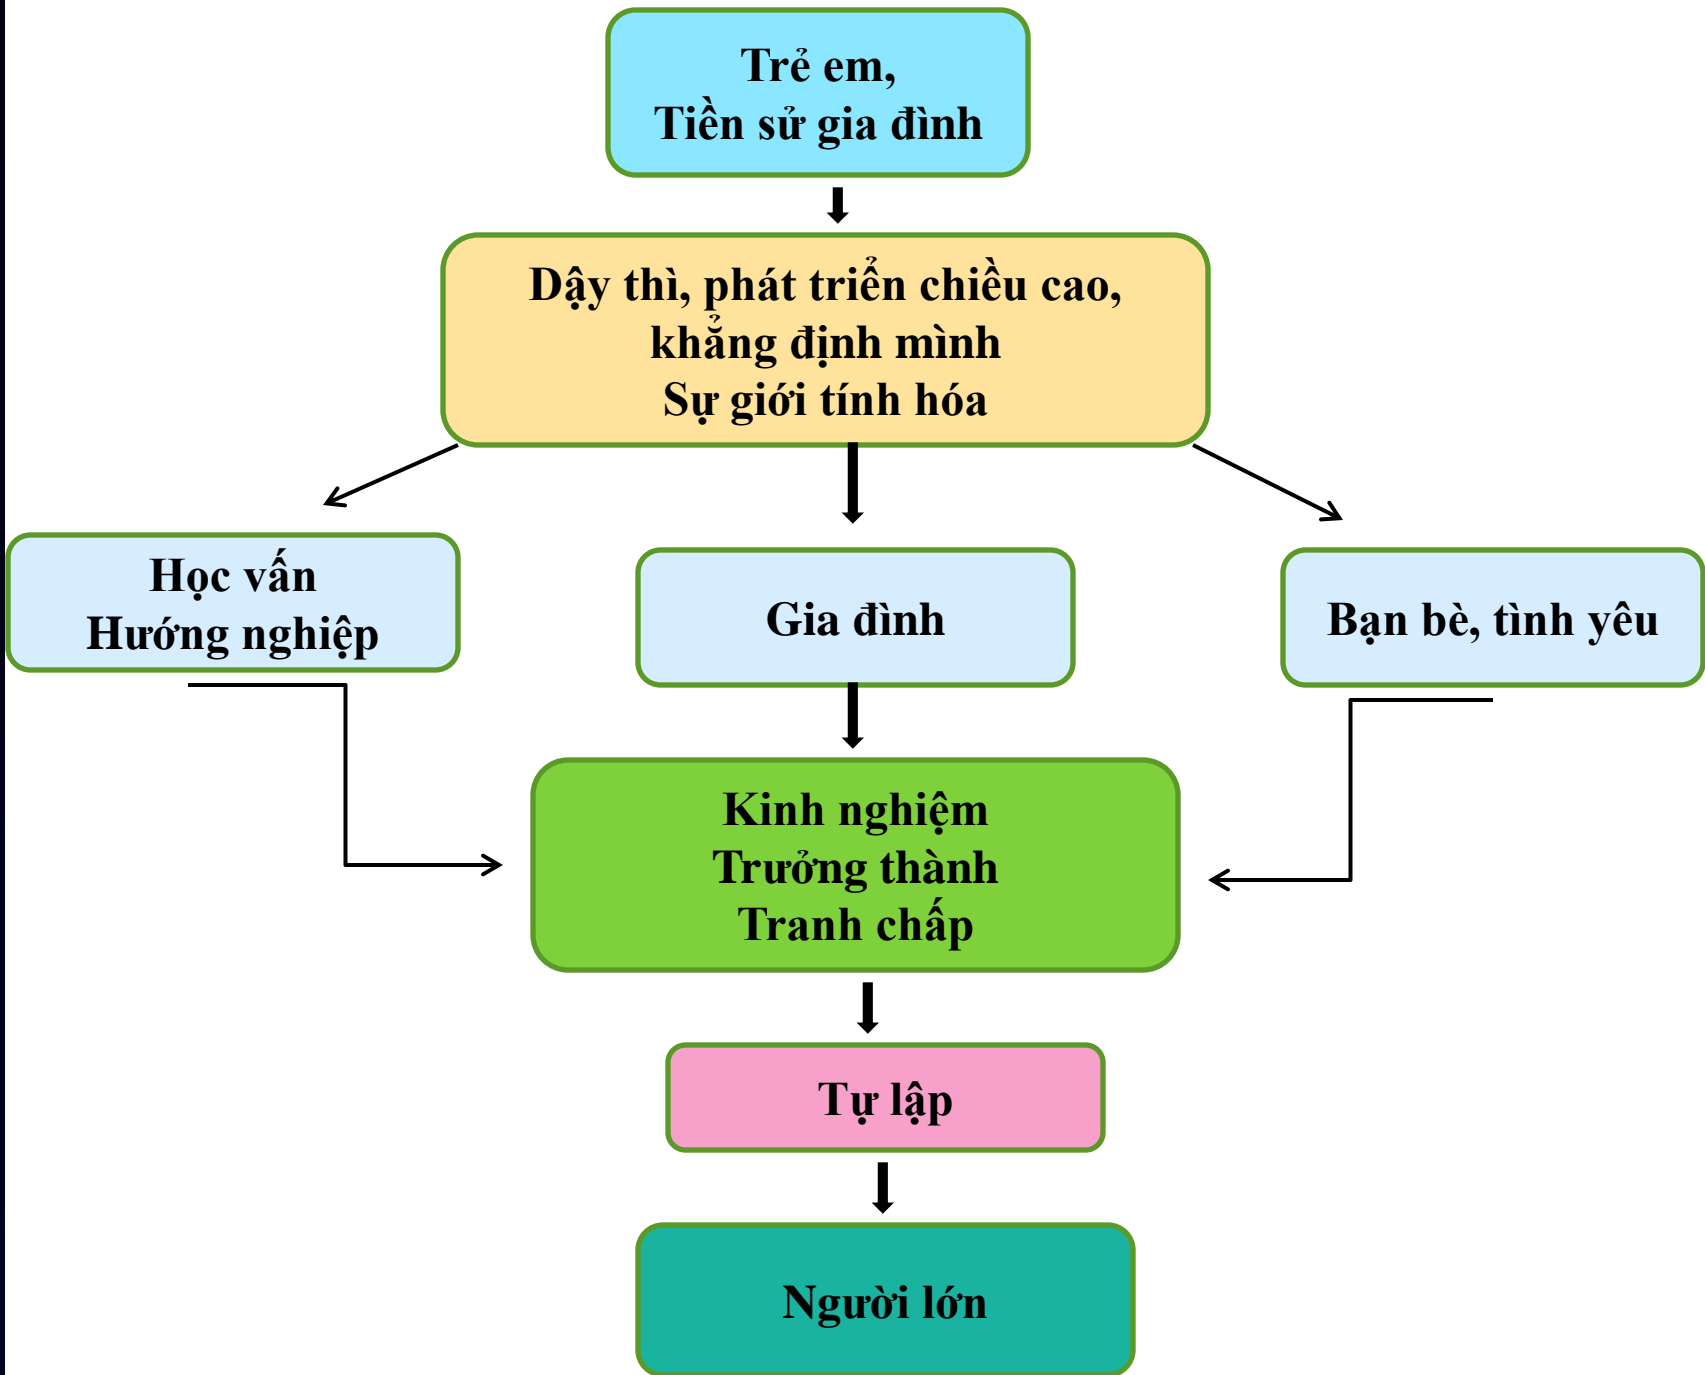 Trẻ em,
Tiền sử gia đình
Dậy thì, phát triển chiều cao,
khẳng định mình
Sự giới tính hóa
Học vấn
Hướng nghiệp
Gia đình
Bạn bè, tình yêu
Kinh nghiệm
Trưởng thành
Tranh chấp
Tự lập
Người lớn